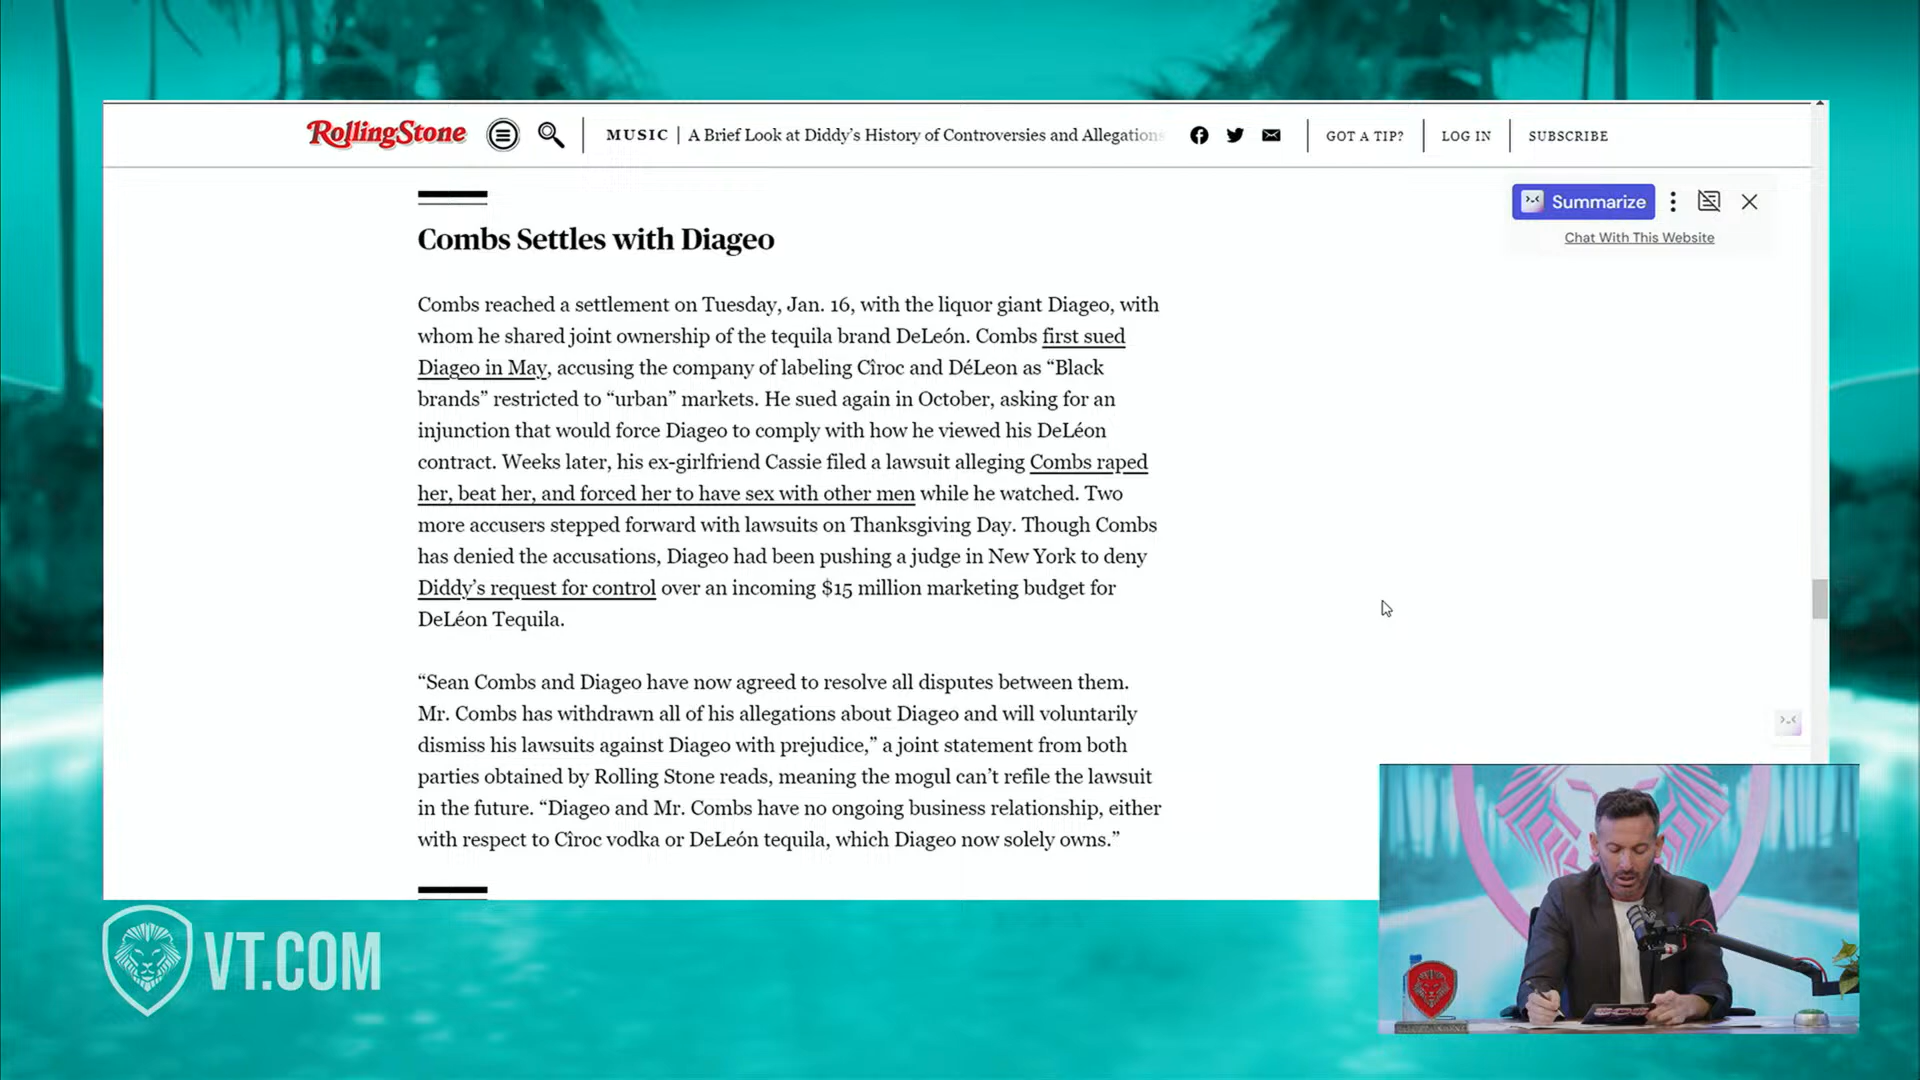 RollingStone
MUSIC | A Brief Look at Diddy's History of Controversies and Allegations
GOT A TIP?
LOG IN
SUBSCRIBE
Summarize
Chat With This Website
Combs Settles with Diageo
Combs reached a settlement on Tuesday, Jan. 16, with the liquor giant Diageo, with
whom he shared joint ownership of the tequila brand DeLeón. Combs first sued
Diageo in May, accusing the company of labeling Cîroc and DéLeon as “Black
brands” restricted to “urban” markets. He sued again in October, asking for an
injunction that would force Diageo to comply with how he viewed his DeLéon
contract. Weeks later, his ex-girlfriend Cassie filed a lawsuit alleging Combs raped
her, beat her, and forced her to have sex with other men while he watched. Two
more accusers stepped forward with lawsuits on Thanksgiving Day. Though Combs
has denied the accusations, Diageo had been pushing a judge in New York to deny
Diddy’s request for control over an incoming $15 million marketing budget for
DeLéon Tequila.
“Sean Combs and Diageo have now agreed to resolve all disputes between them.
Mr. Combs has withdrawn all of his allegations about Diageo and will voluntarily
dismiss his lawsuits against Diageo with prejudice,” a joint statement from both
parties obtained by Rolling Stone reads, meaning the mogul can’t refile the lawsuit
in the future. “Diageo and Mr. Combs have no ongoing business relationship, either
with respect to Cîroc vodka or DeLeón tequila, which Diageo now solely owns.”
VT.COM